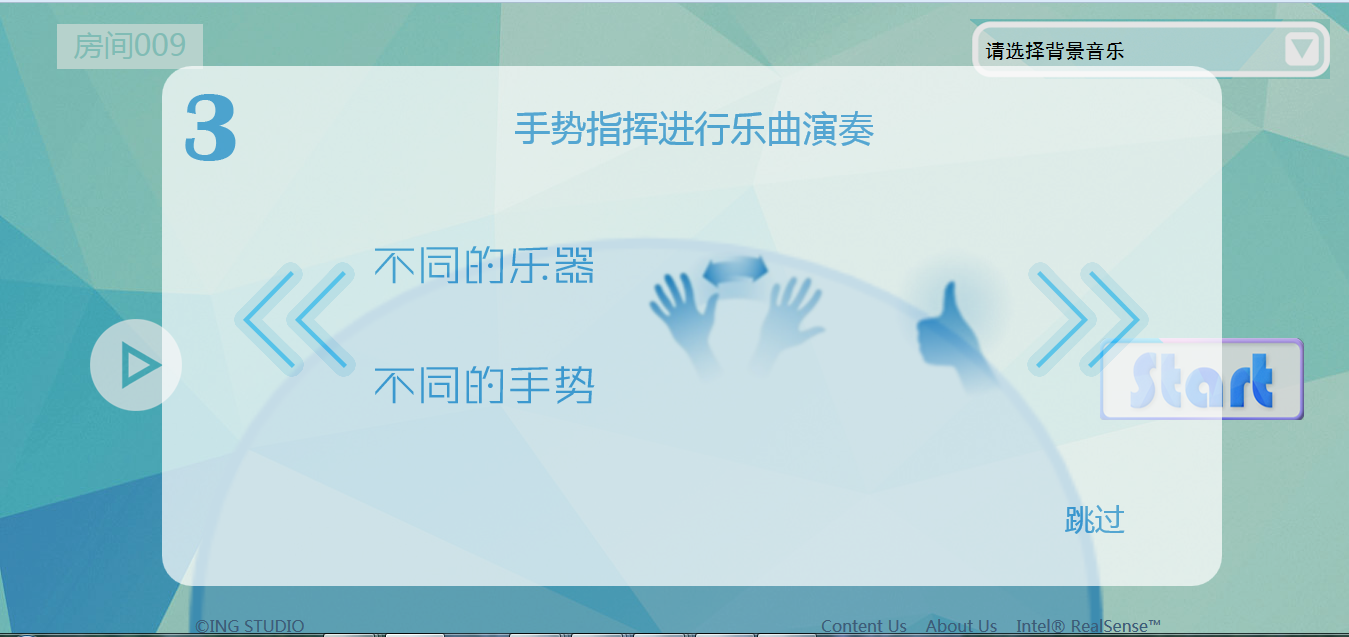 房间009
请选择背景音乐
3
手势指挥进行乐曲演奏
不同的乐器
不同的手势
Start
跳过
©ING STUDIO
Content Us About Us Intel® RealSense™